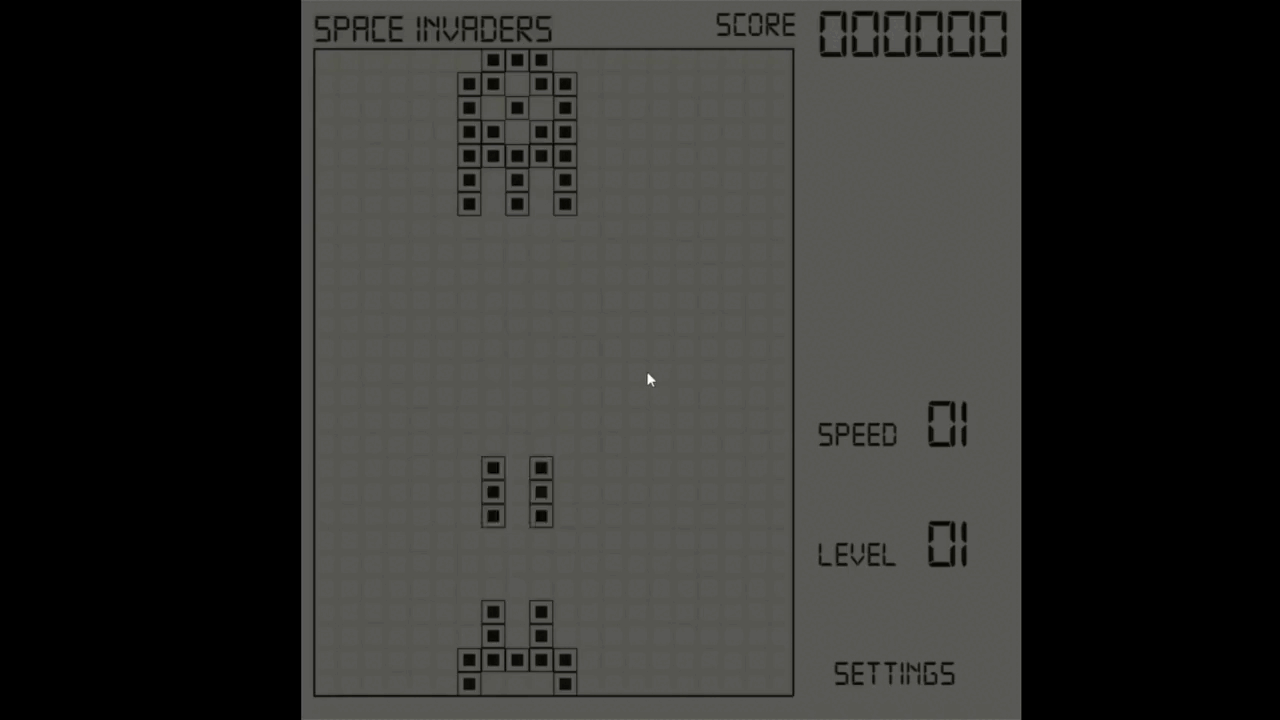 SPACE INVADERS
SCORE 000000
SPEED 01
LEVEL 01
SETTINGS